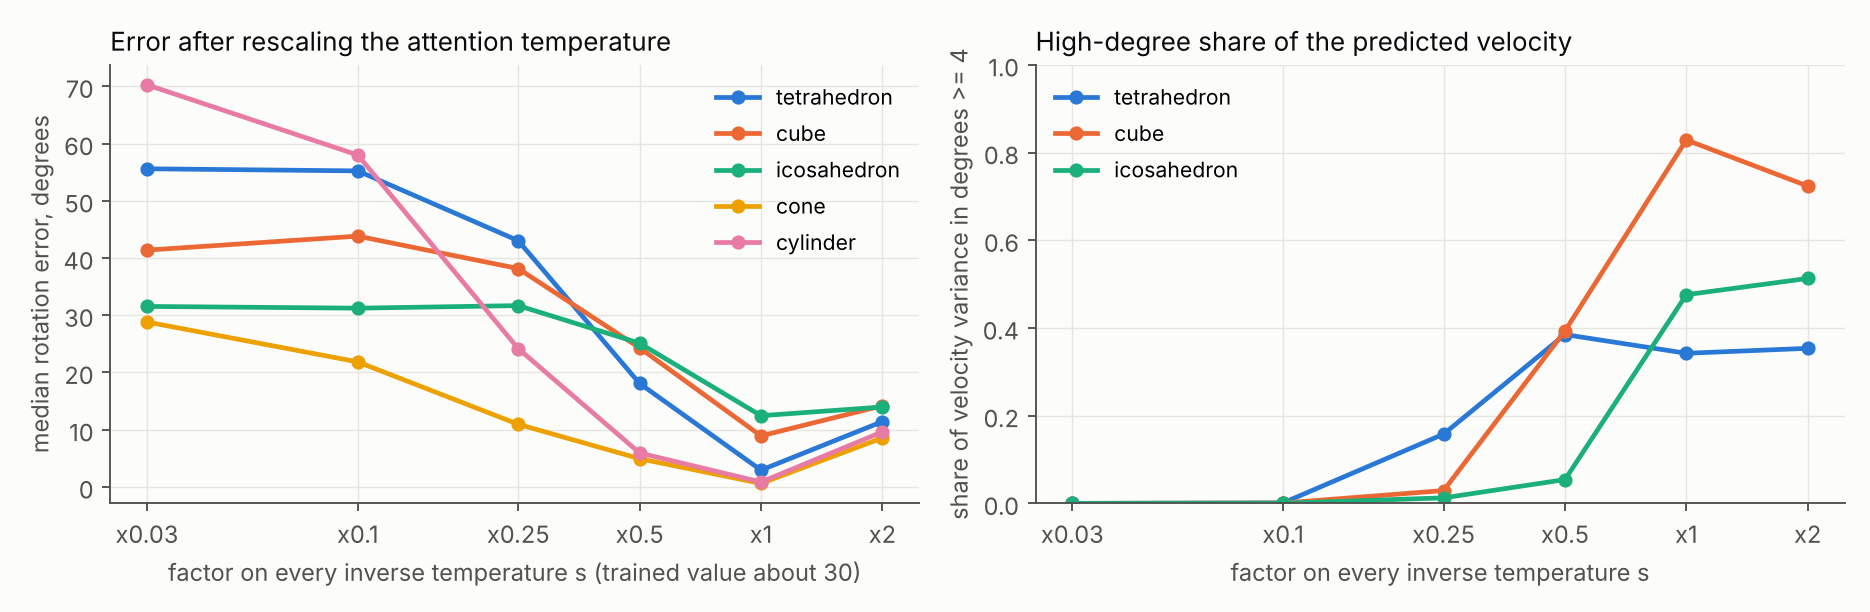 Error after rescaling the attention temperature
median rotation error, degrees
70
60
50
40
30
20
10
0
tetrahedron
cube
icosahedron
cone
cylinder
x0.03 x0.1 x0.25 x0.5 x1 x2
factor on every inverse temperature s (trained value about 30)
High-degree share of the predicted velocity
share of velocity variance in degrees >= 4
1.0
0.8
0.6
0.4
0.2
0.0
tetrahedron
cube
icosahedron
x0.03 x0.1 x0.25 x0.5 x1 x2
factor on every inverse temperature s